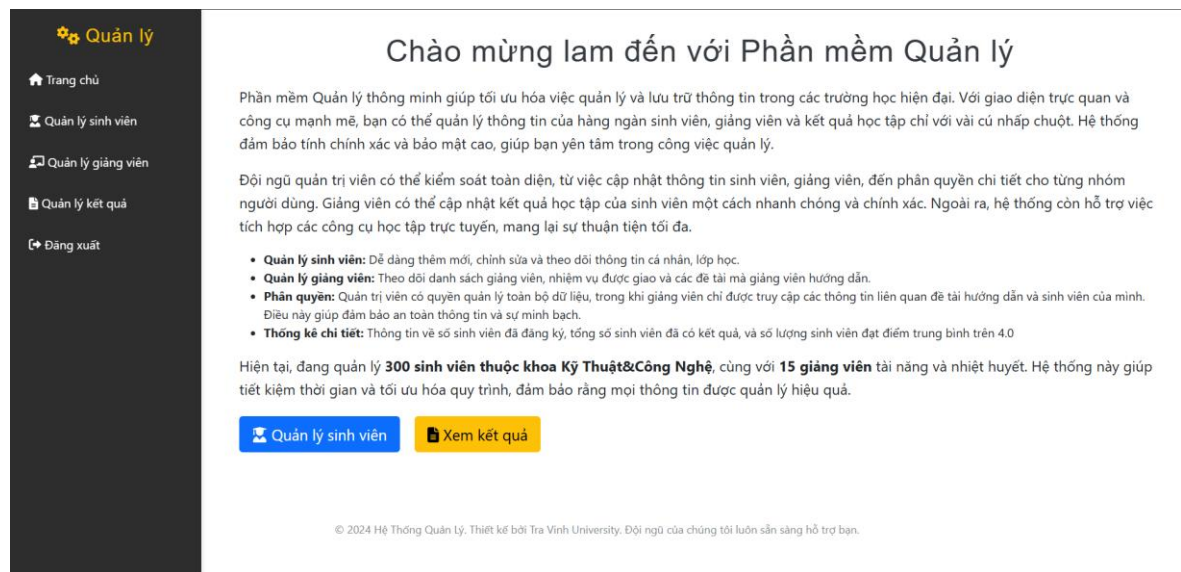 Quản lý
Trang chủ
Quản lý sinh viên
Quản lý giảng viên
Quản lý kết quả
Đăng xuất
Chào mừng lam đến với Phần mềm Quản lý
Phần mềm Quản lý thông minh giúp tối ưu hóa việc quản lý và lưu trữ thông tin trong các trường học hiện đại. Với giao diện trực quan và
công cụ mạnh mẽ, bạn có thể quản lý thông tin của hàng ngàn sinh viên, giảng viên và kết quả học tập chỉ với vài cú nhấp chuột. Hệ thống
đảm bảo tính chính xác và bảo mật cao, giúp bạn yên tâm trong công việc quản lý.
Đội ngũ quản trị viên có thể kiểm soát toàn diện, từ việc cập nhật thông tin sinh viên, giảng viên, đến phân quyền chi tiết cho từng nhóm
người dùng. Giảng viên có thể cập nhật kết quả học tập của sinh viên một cách nhanh chóng và chính xác. Ngoài ra, hệ thống còn hỗ trợ việc
tích hợp các công cụ học tập trực tuyến, mang lại sự thuận tiện tối đa.
• Quản lý sinh viên: Dễ dàng thêm mới, chỉnh sửa và theo dõi thông tin cá nhân, lớp học.
• Quản lý giảng viên: Theo dõi danh sách giảng viên, nhiệm vụ được giao và các đề tài mà giảng viên hướng dẫn.
• Phân quyền: Quản trị viên có quyền quản lý toàn bộ dữ liệu, trong khi giảng viên chỉ được truy cập các thông tin liên quan đề tài hướng dẫn và sinh viên của mình.
Điều này giúp đảm bảo an toàn thông tin và sự minh bạch.
• Thống kê chi tiết: Thông tin về số sinh viên đã đăng ký, tổng số sinh viên đã có kết quả, và số lượng sinh viên đạt điểm trung bình trên 4.0
Hiện tại, đang quản lý 300 sinh viên thuộc khoa Kỹ Thuật&Công Nghệ, cùng với 15 giảng viên tài năng và nhiệt huyết. Hệ thống này giúp
tiết kiệm thời gian và tối ưu hóa quy trình, đảm bảo rằng mọi thông tin được quản lý hiệu quả.
Quản lý sinh viên
Xem kết quả
© 2024 Hệ Thống Quản Lý. Thiết kế bởi Tra Vinh University. Đội ngũ của chúng tôi luôn sẵn sàng hỗ trợ bạn.